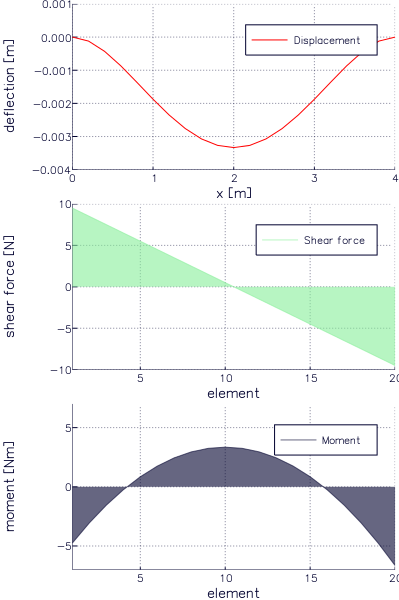 0.001
0.000
−0.001
−0.002
−0.003
−0.004
deflection [m]
Displacement
0 1 2 3 4
x [m]
10
5
0
−5
−10
shear force [N]
Shear force
5 10 15 20
element
5
0
−5
moment [Nm]
Moment
5 10 15 20
element